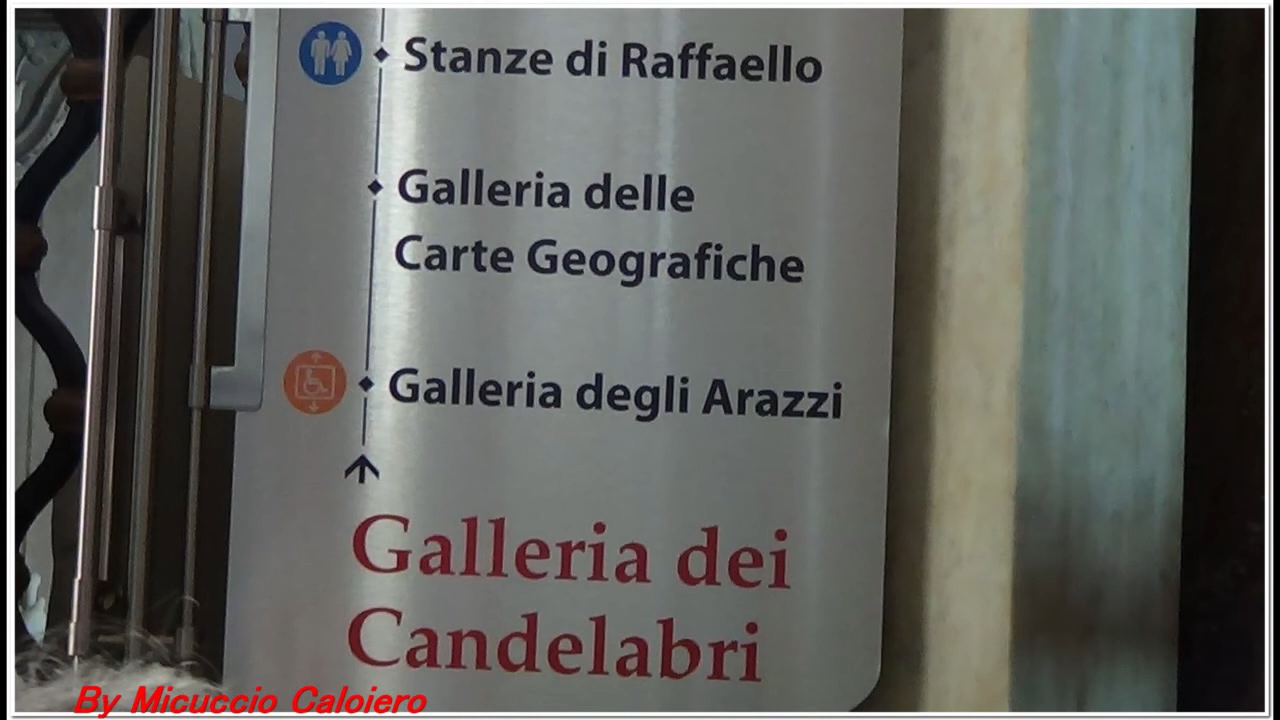 Stanze di Raffaello
Galleria delle
Carte Geografiche
Galleria degli Arazzi
Galleria dei
Candelabri
By Micuccio Caloiero